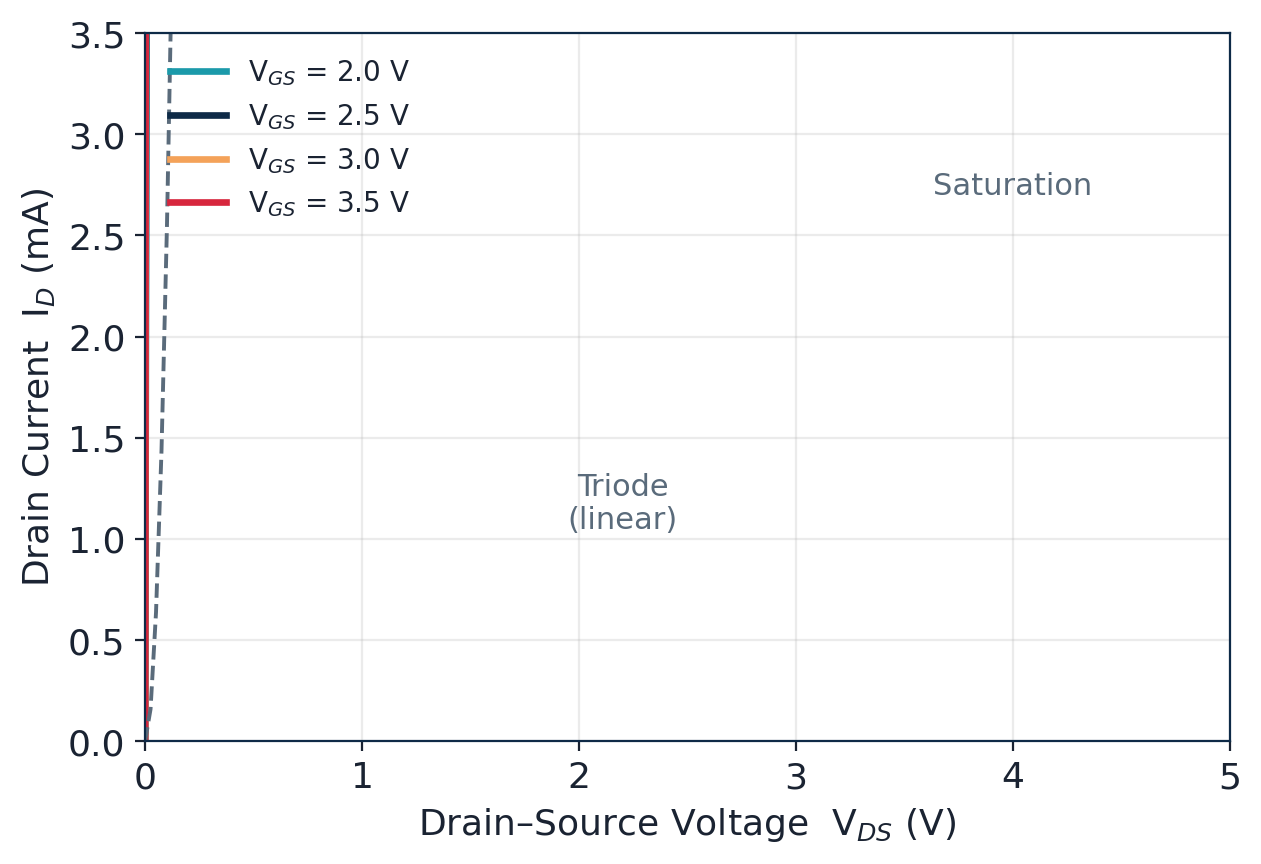 3.5
3.0
2.5
2.0
1.5
1.0
0.5
0.0
Drain Current I_D (mA)
V_GS = 2.0 V
V_GS = 2.5 V
V_GS = 3.0 V
V_GS = 3.5 V
Saturation
Triode
(linear)
0 1 2 3 4 5
Drain–Source Voltage V_DS (V)